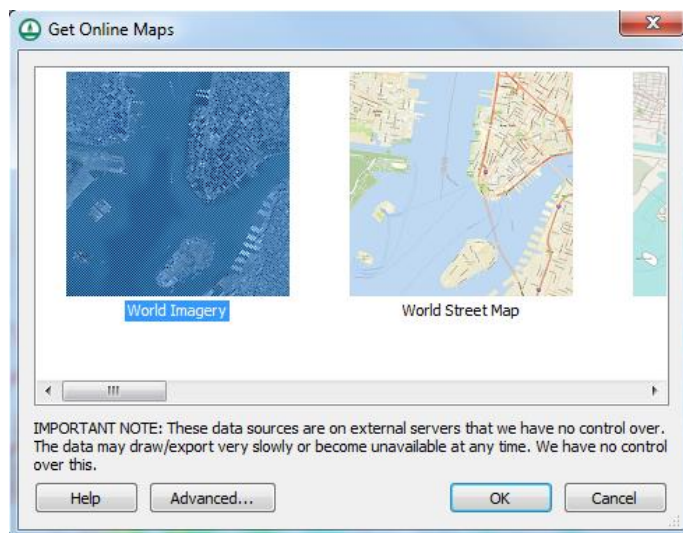 Get Online Maps
World Imagery
World Street Map
IMPORTANT NOTE: These data sources are on external servers that we have no control over.
The data may draw/export very slowly or become unavailable at any time. We have no control
over this.
Help
Advanced...
OK
Cancel